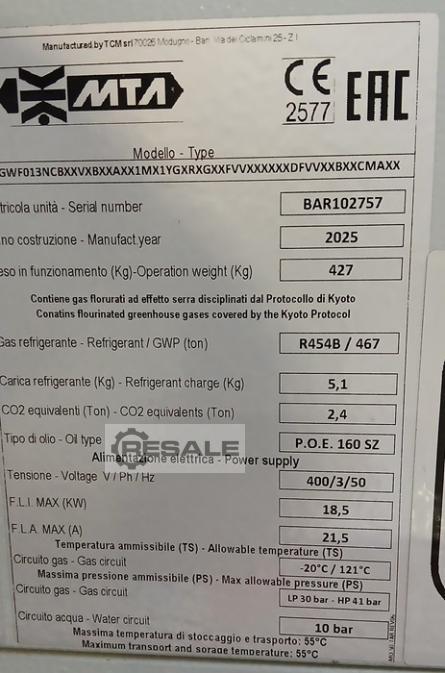 Manufactured by TCM srl 70026 Modugno - Bari Via dei Ciclamini 25 - Z I
MTA
CE
2577
EAC
Modello - Type
GWF013NCBXXVXBXXAXX1MX1YGXRXGXXFVVXXXXXXDFVVXXBXXCMAXX
tricola unità - Serial number BAR102757
no costruzione - Manufact.year 2025
eso in funzionamento (Kg)-Operation weight (Kg) 427
Contiene gas florurati ad effetto serra disciplinati dal Protocollo di Kyoto
Conatins flourinated greenhouse gases covered by the Kyoto Protocol
Gas refrigerante - Refrigerant / GWP (ton) R454B / 467
Carica refrigerante (Kg) - Refrigerant charge (Kg) 5,1
CO2 equivalenti (Ton) - CO2 equivalents (Ton) 2,4
Tipo di olio - Oil type P.O.E. 160 SZ
RESALE
Alimentazione elettrica - Power supply
Tensione - Voltage V / Ph / Hz 400/3/50
F.L.I. MAX (KW) 18,5
F.L.A. MAX (A) 21,5
Temperatura ammissibile (TS) - Allowable temperature (TS)
Circuito gas - Gas circuit -20°C / 121°C
Massima pressione ammissibile (PS) - Max allowable pressure (PS)
Circuito gas - Gas circuit LP 30 bar - HP 41 bar
Circuito acqua - Water circuit 10 bar
Massima temperatura di stoccaggio e trasporto: 55°C
Maximum transport and sorage temperature: 55°C